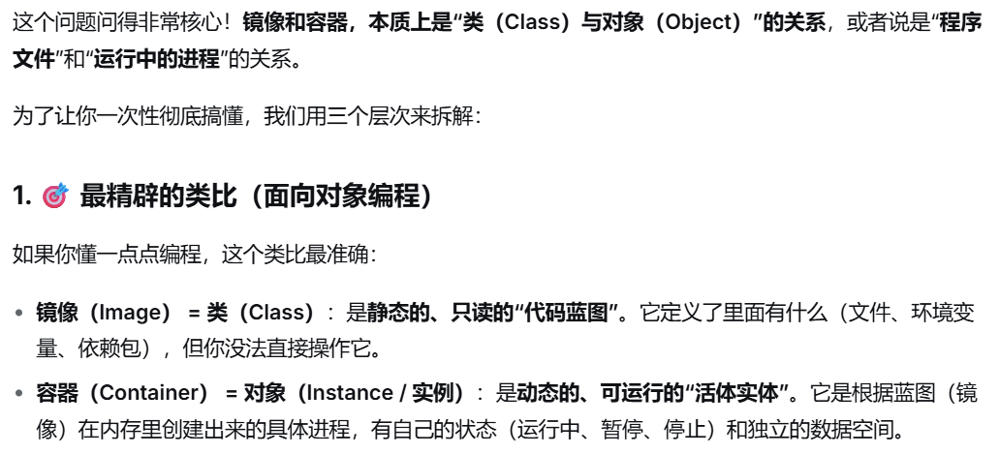 这个问题问得非常核心！镜像和容器，本质上是“类（Class）与对象（Object）”的关系，或者说是“程序
文件”和“运行中的进程”的关系。
为了让你一次性彻底搞懂，我们用三个层次来拆解：
1. 🎯 最精辟的类比（面向对象编程）
如果你懂一点点编程，这个类比最准确：
• 镜像（Image） = 类（Class）：是静态的、只读的“代码蓝图”。它定义了里面有什么（文件、环境变
量、依赖包），但你没法直接操作它。
• 容器（Container） = 对象（Instance / 实例）：是动态的、可运行的“活体实体”。它是根据蓝图（镜
像）在内存里创建出来的具体进程，有自己的状态（运行中、暂停、停止）和独立的数据空间。